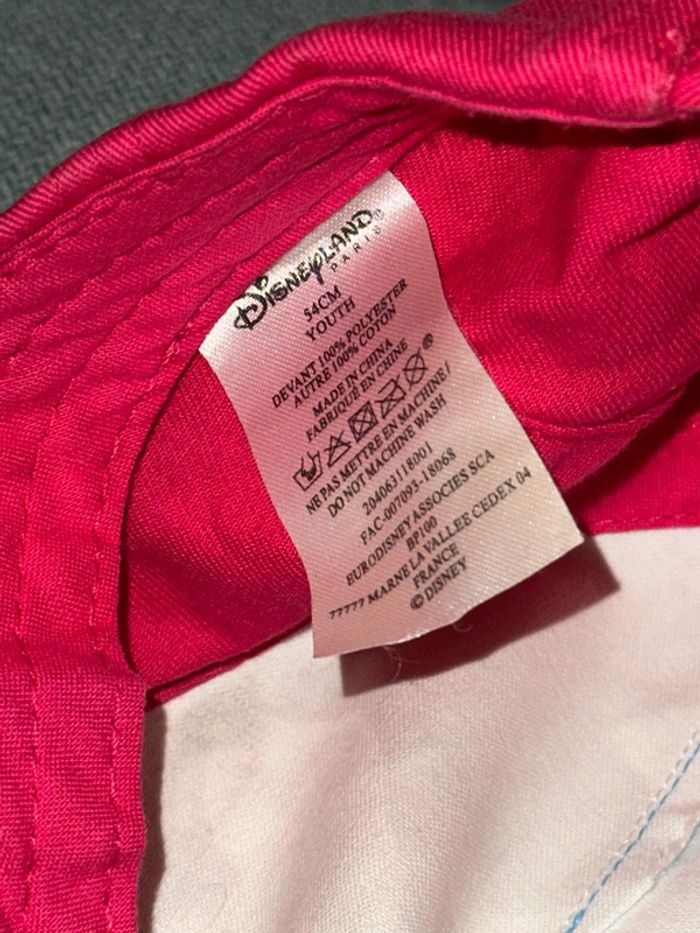 DISNEYLAND®
PARIS
54CM
YOUTH
DEVANT 100% POLYESTER
AUTRE 100% COTON
MADE IN CHINA
FABRIQUÉ EN CHINE
NE PAS METTRE EN MACHINE/
DO NOT MACHINE WASH
204063118001
FAC-007093-18068
EURODISNEY ASSOCIES SCA
BP100
77777 MARNE LA VALLEE CEDEX 04
FRANCE
© DISNEY